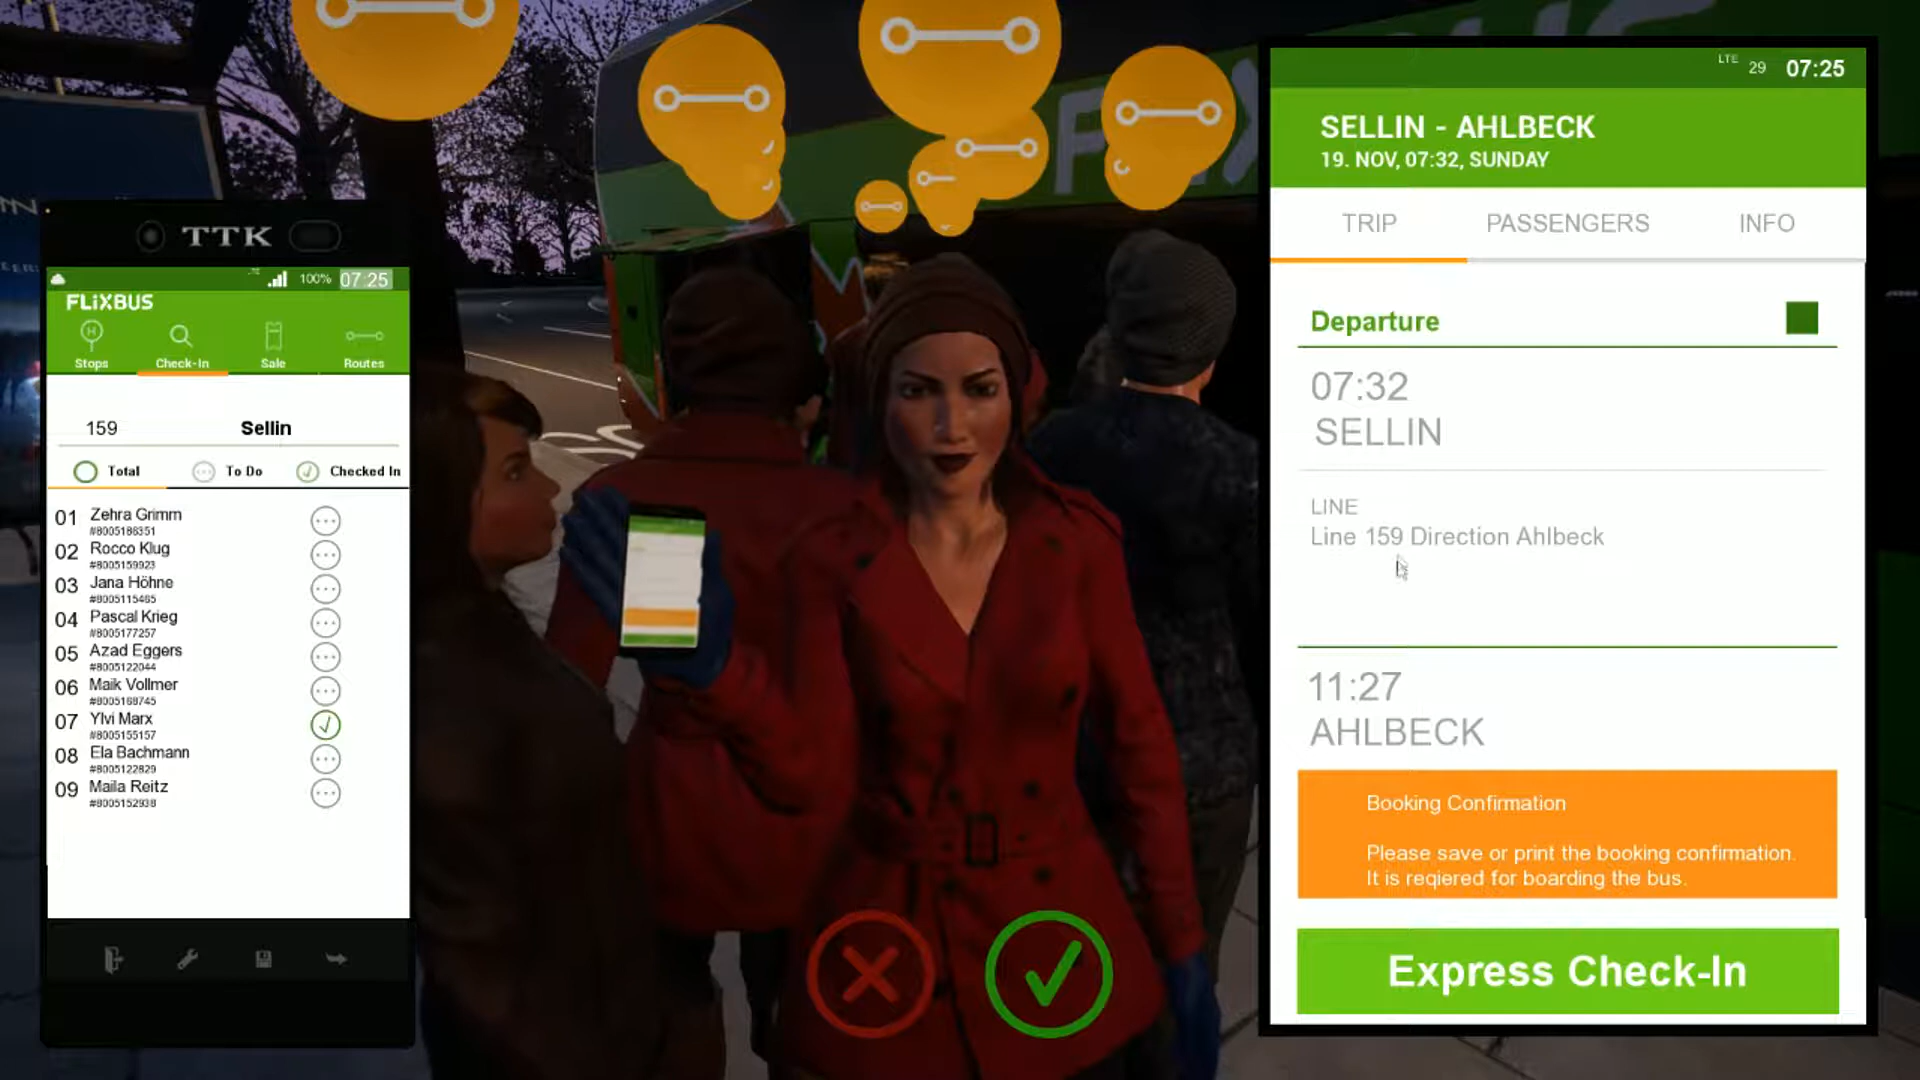 TTK
100% 07:25
FLiXBUS
Stops Check-In Sale Routes
159 Sellin
Total To Do Checked In
01 Zehra Grimm
#8005186351
02 Rocco Klug
#8005159923
03 Jana Höhne
#8005115465
04 Pascal Krieg
#8005177257
05 Azad Eggers
#8005122044
06 Maik Vollmer
#8005168745
07 Ylvi Marx
#8005155157
08 Ela Bachmann
#8005122829
09 Maila Reitz
#8005152938
LTE 29 07:25
SELLIN - AHLBECK
19. NOV, 07:32, SUNDAY
TRIP PASSENGERS INFO
Departure
07:32
SELLIN
LINE
Line 159 Direction Ahlbeck
11:27
AHLBECK
Booking Confirmation
Please save or print the booking confirmation.
It is reqiered for boarding the bus.
Express Check-In